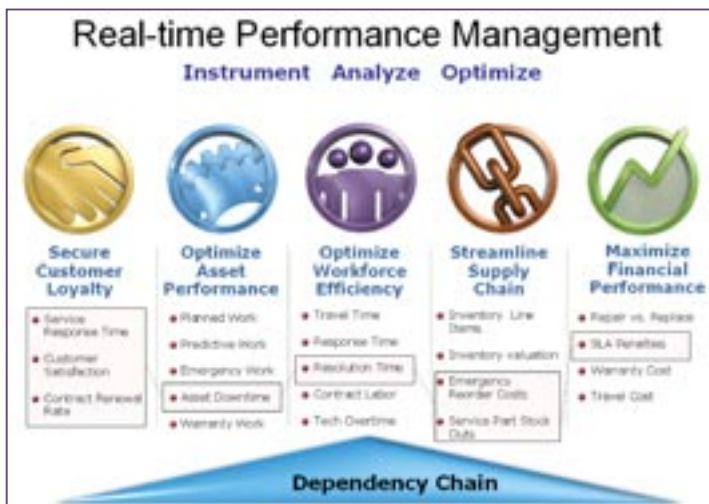 Real-time Performance Management
Instrument Analyze Optimize
Secure
Customer
Loyalty
Service
Response Time
Customer
Satisfaction
Contract Renewal
Rate
Optimize
Asset
Performance
Planned Work
Predictive Work
Emergency Work
Asset Downtime
Warranty Work
Optimize
Workforce
Efficiency
Travel Time
Response Time
Resolution Time
Contract Labor
Tech Overtime
Streamline
Supply
Chain
Inventory Line
Items
Inventory valuation
Emergency
Reorder Costs
Service Part Stock
Outs
Maximize
Financial
Performance
Repair vs. Replace
SLA Penalties
Warranty Cost
Travel Cost
Dependency Chain